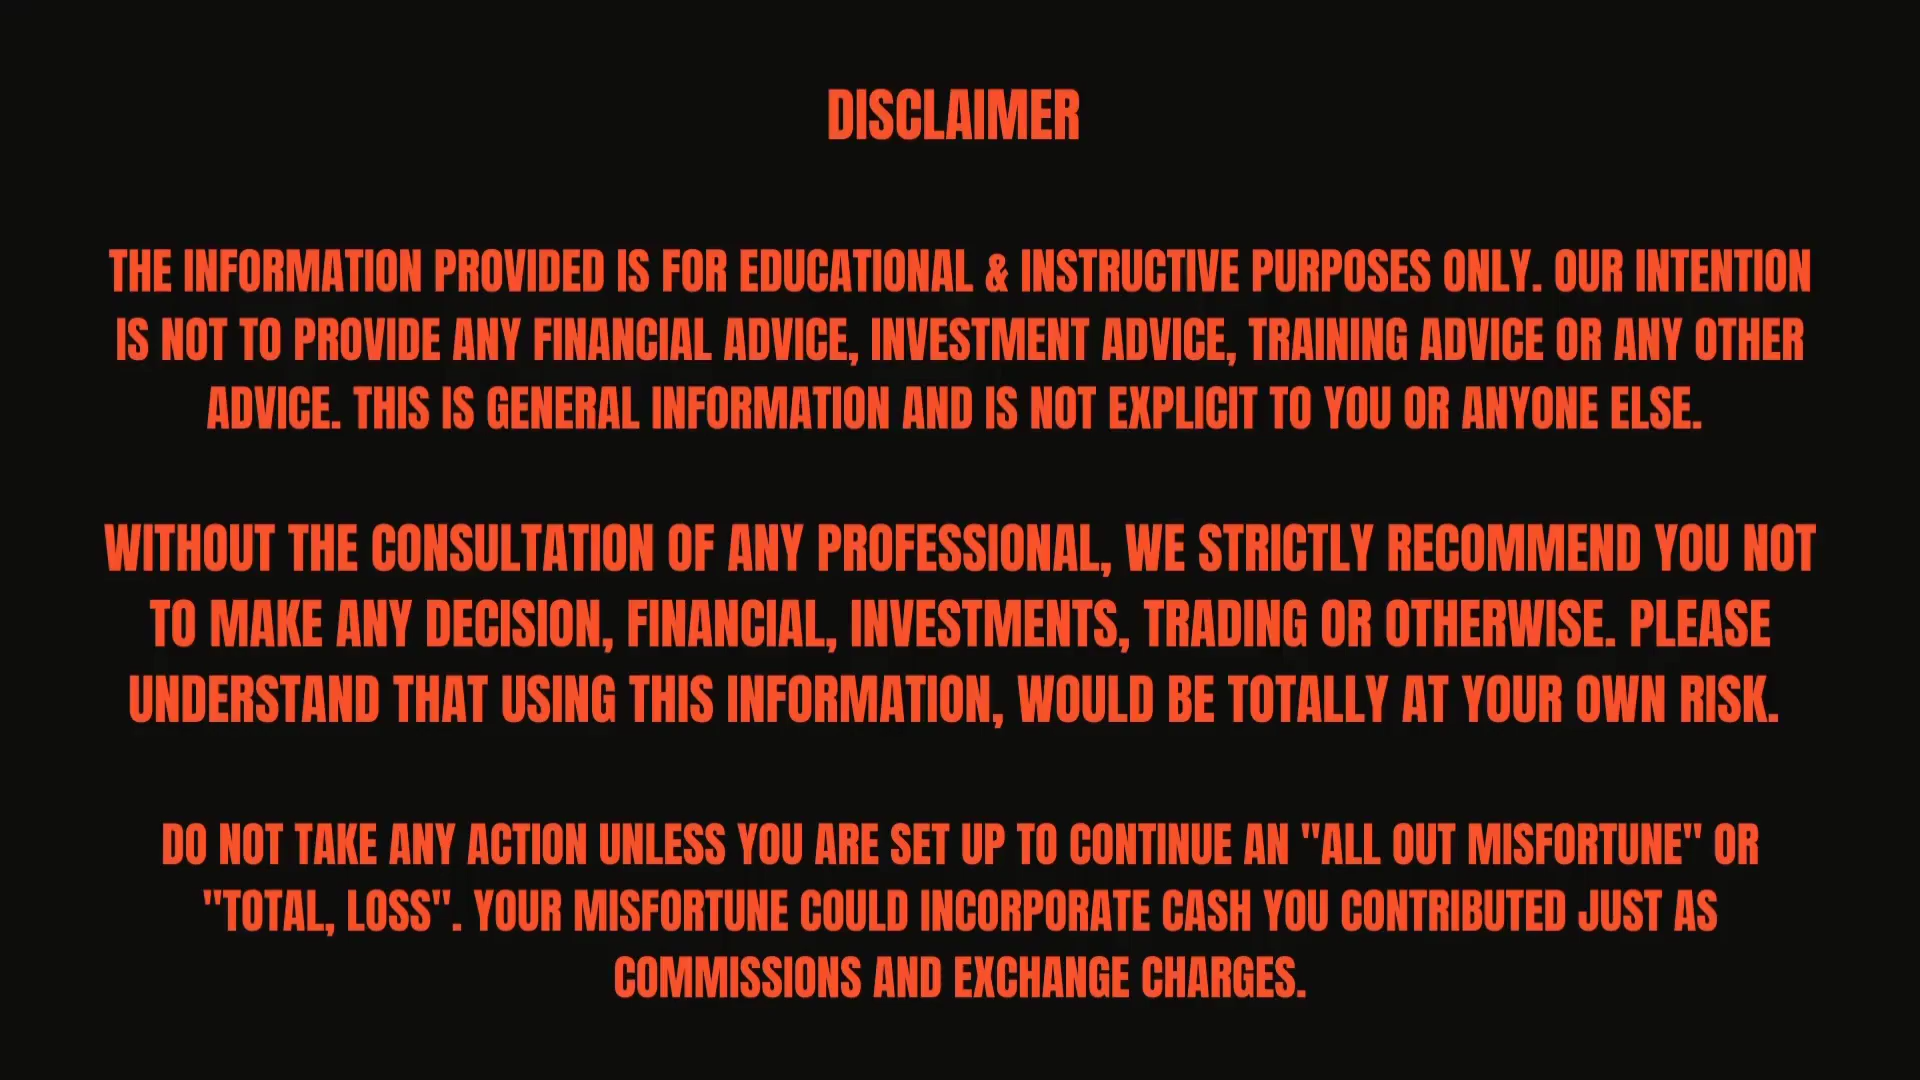 DISCLAIMER
THE INFORMATION PROVIDED IS FOR EDUCATIONAL & INSTRUCTIVE PURPOSES ONLY. OUR INTENTION
IS NOT TO PROVIDE ANY FINANCIAL ADVICE, INVESTMENT ADVICE, TRAINING ADVICE OR ANY OTHER
ADVICE. THIS IS GENERAL INFORMATION AND IS NOT EXPLICIT TO YOU OR ANYONE ELSE.
WITHOUT THE CONSULTATION OF ANY PROFESSIONAL, WE STRICTLY RECOMMEND YOU NOT
TO MAKE ANY DECISION, FINANCIAL, INVESTMENTS, TRADING OR OTHERWISE. PLEASE
UNDERSTAND THAT USING THIS INFORMATION, WOULD BE TOTALLY AT YOUR OWN RISK.
DO NOT TAKE ANY ACTION UNLESS YOU ARE SET UP TO CONTINUE AN "ALL OUT MISFORTUNE" OR
"TOTAL, LOSS". YOUR MISFORTUNE COULD INCORPORATE CASH YOU CONTRIBUTED JUST AS
COMMISSIONS AND EXCHANGE CHARGES.